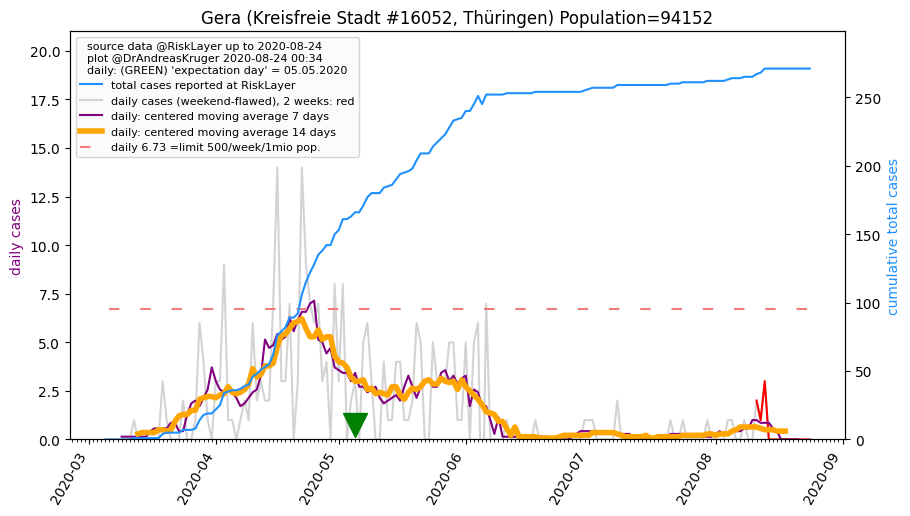 Gera (Kreisfreie Stadt #16052, Thüringen) Population=94152
source data @RiskLayer up to 2020-08-24
plot @DrAndreasKruger 2020-08-24 00:34
daily: (GREEN) 'expectation day' = 05.05.2020
total cases reported at RiskLayer
daily cases (weekend-flawed), 2 weeks: red
daily: centered moving average 7 days
daily: centered moving average 14 days
daily 6.73 =limit 500/week/1mio pop.
daily cases
20.0
17.5
15.0
12.5
10.0
7.5
5.0
2.5
0.0
cumulative total cases
250
200
150
100
50
0
2020-03
2020-04
2020-05
2020-06
2020-07
2020-08
2020-09